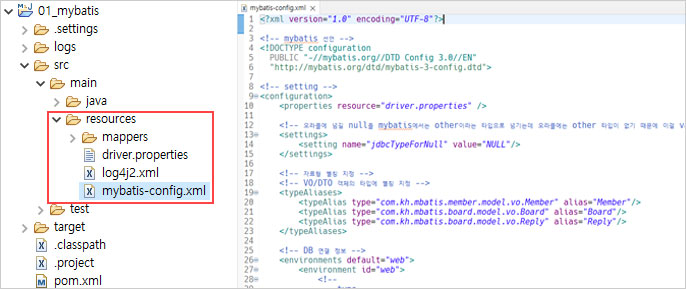 01_mybatis
.settings
logs
src
main
java
resources
mappers
driver.properties
log4j2.xml
mybatis-config.xml
test
target
.classpath
.project
pom.xml
mybatis-config.xml
1 <?xml version="1.0" encoding="UTF-8"?>
2
3 <!-- mybatis 선언 -->
4 <!DOCTYPE configuration
5 PUBLIC "-//mybatis.org//DTD Config 3.0//EN"
6 "http://mybatis.org/dtd/mybatis-3-config.dtd">
7
8 <!-- setting -->
9 <configuration>
10 <properties resource="driver.properties" />
11
12 <!-- 오라클에 넘길 null을 mybatis에서는 other이라는 타입으로 넘기는데 오라클에는 other 타입이 없기 때문에 이걸
13 <settings>
14 <setting name="jdbcTypeForNull" value="NULL"/>
15 </settings>
16
17 <!-- 자료형 별칭 지정 -->
18 <!-- VO/DTO 객체의 타입에 별칭 지정 -->
19 <typeAliases>
20 <typeAlias type="com.kh.mbatis.member.model.vo.Member" alias="Member"/>
21 <typeAlias type="com.kh.mbatis.board.model.vo.Board" alias="Board"/>
22 <typeAlias type="com.kh.mbatis.board.model.vo.Reply" alias="Reply"/>
23 </typeAliases>
24
25 <!-- DB 연결 정보 -->
26 <environments default="web">
27 <environment id="web">
28 <!--